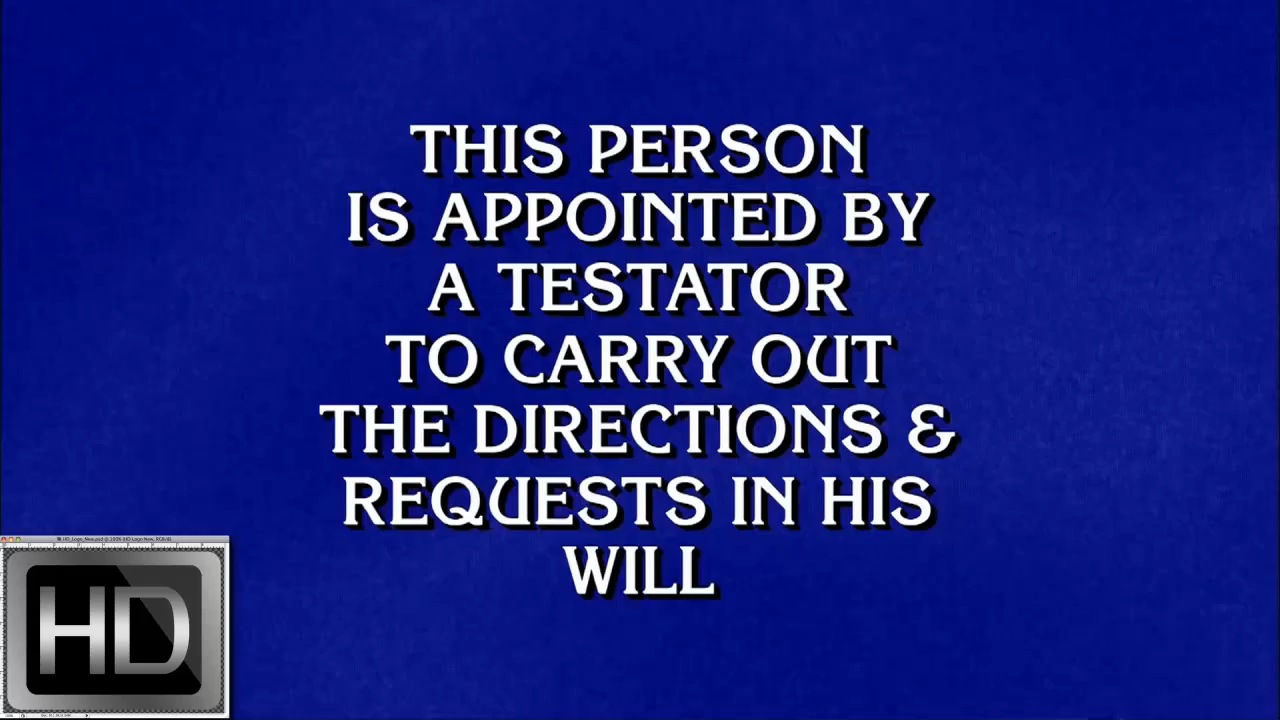 THIS PERSON
IS APPOINTED BY
A TESTATOR
TO CARRY OUT
THE DIRECTIONS &
REQUESTS IN HIS
WILL
HD